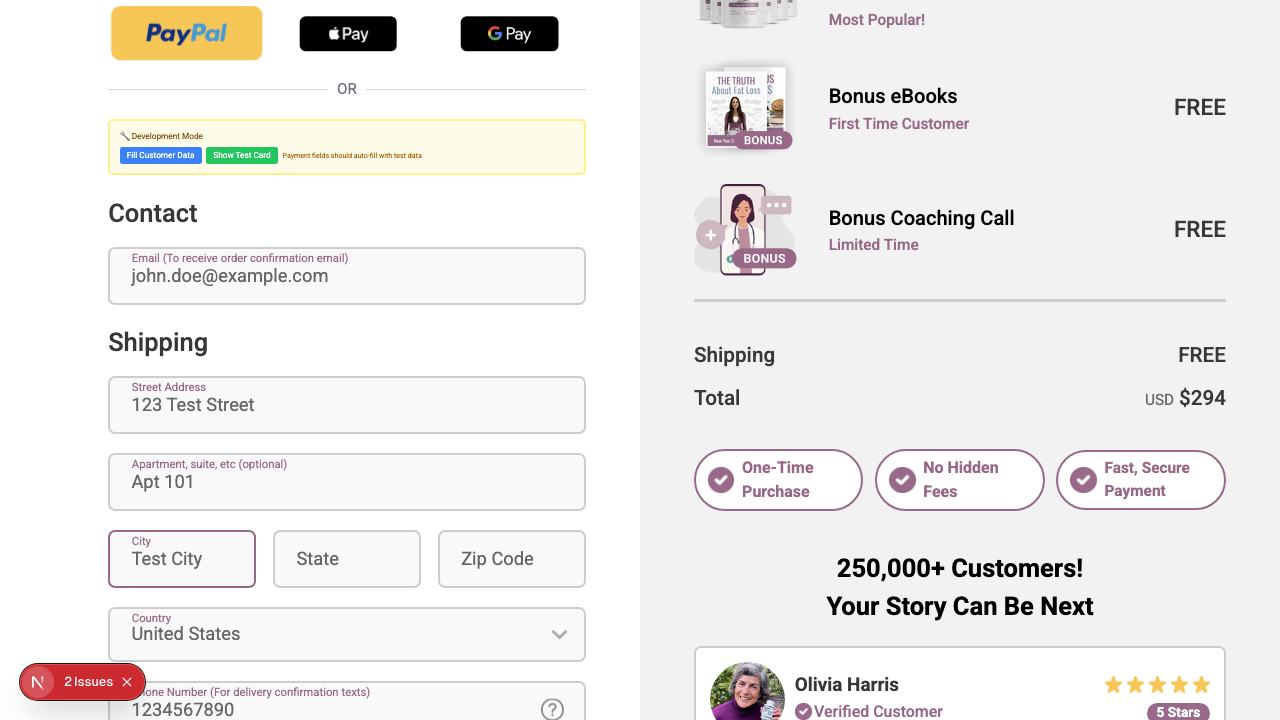 PayPal
Pay
G Pay
OR
Development Mode
Fill Customer Data
Show Test Card
Payment fields should auto-fill with test data
Contact
Email (To receive order confirmation email)
john.doe@example.com
Shipping
Street Address
123 Test Street
Apartment, suite, etc (optional)
Apt 101
City
Test City
State
Zip Code
Country
United States
Phone Number (For delivery confirmation texts)
1234567890
?
N
2 Issues
Most Popular!
THE TRUTH
About Fat Loss
BONUS
Bonus eBooks
First Time Customer
FREE
BONUS
Bonus Coaching Call
Limited Time
FREE
Shipping
FREE
Total
USD $294
One-Time
Purchase
No Hidden
Fees
Fast, Secure
Payment
250,000+ Customers!
Your Story Can Be Next
Olivia Harris
Verified Customer
5 Stars